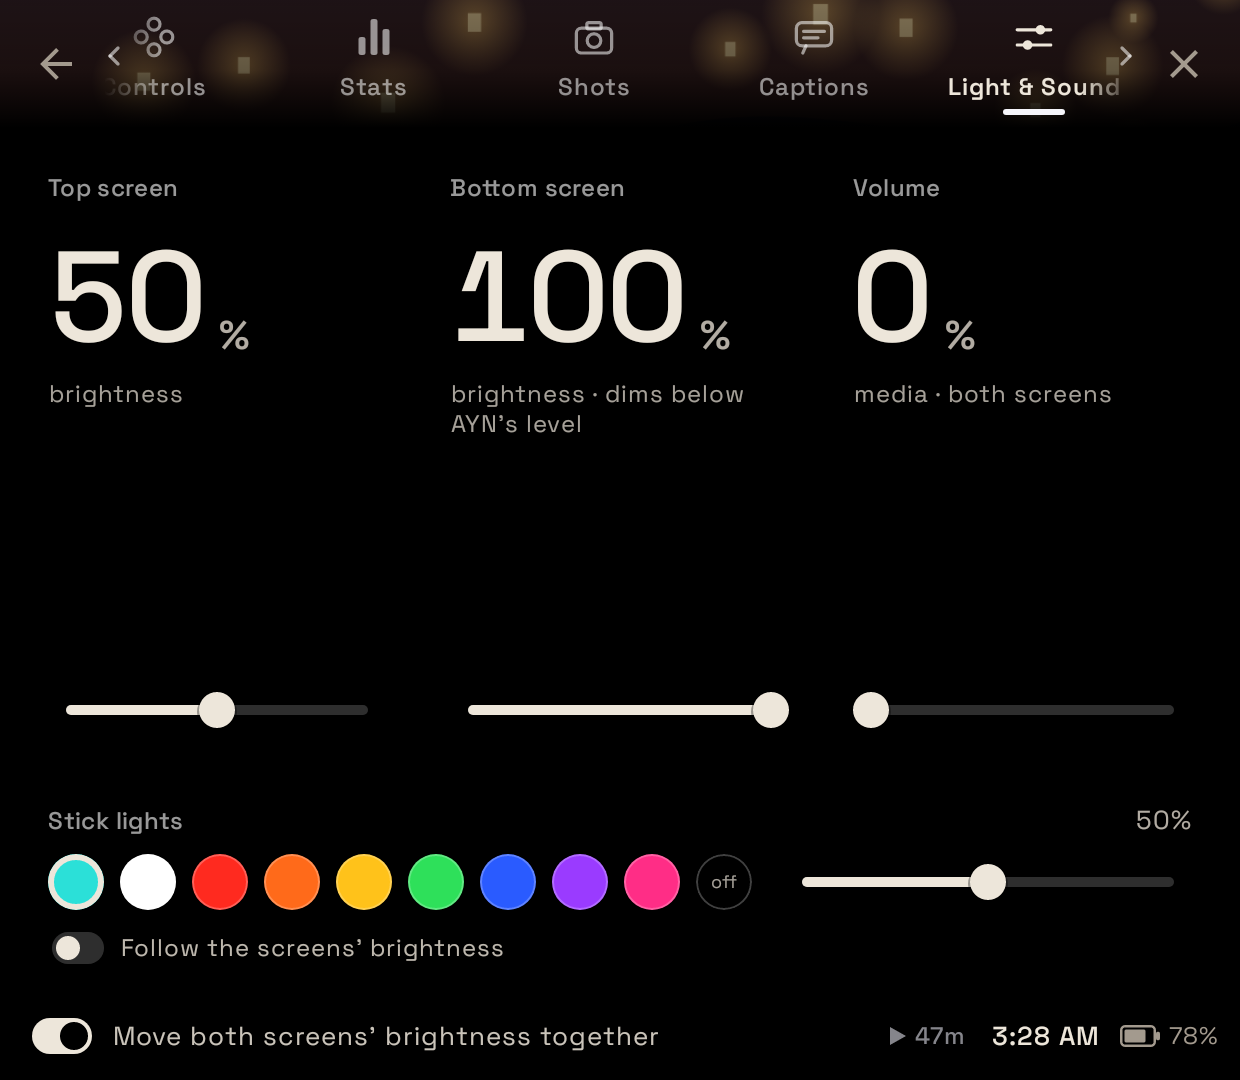 Controls
Stats
Shots
Captions
Light & Sound
Top screen
50 %
brightness
Bottom screen
100 %
brightness · dims below
AYN's level
Volume
0 %
media · both screens
Stick lights
50%
off
Follow the screens' brightness
Move both screens' brightness together
47m
3:28 AM
78%